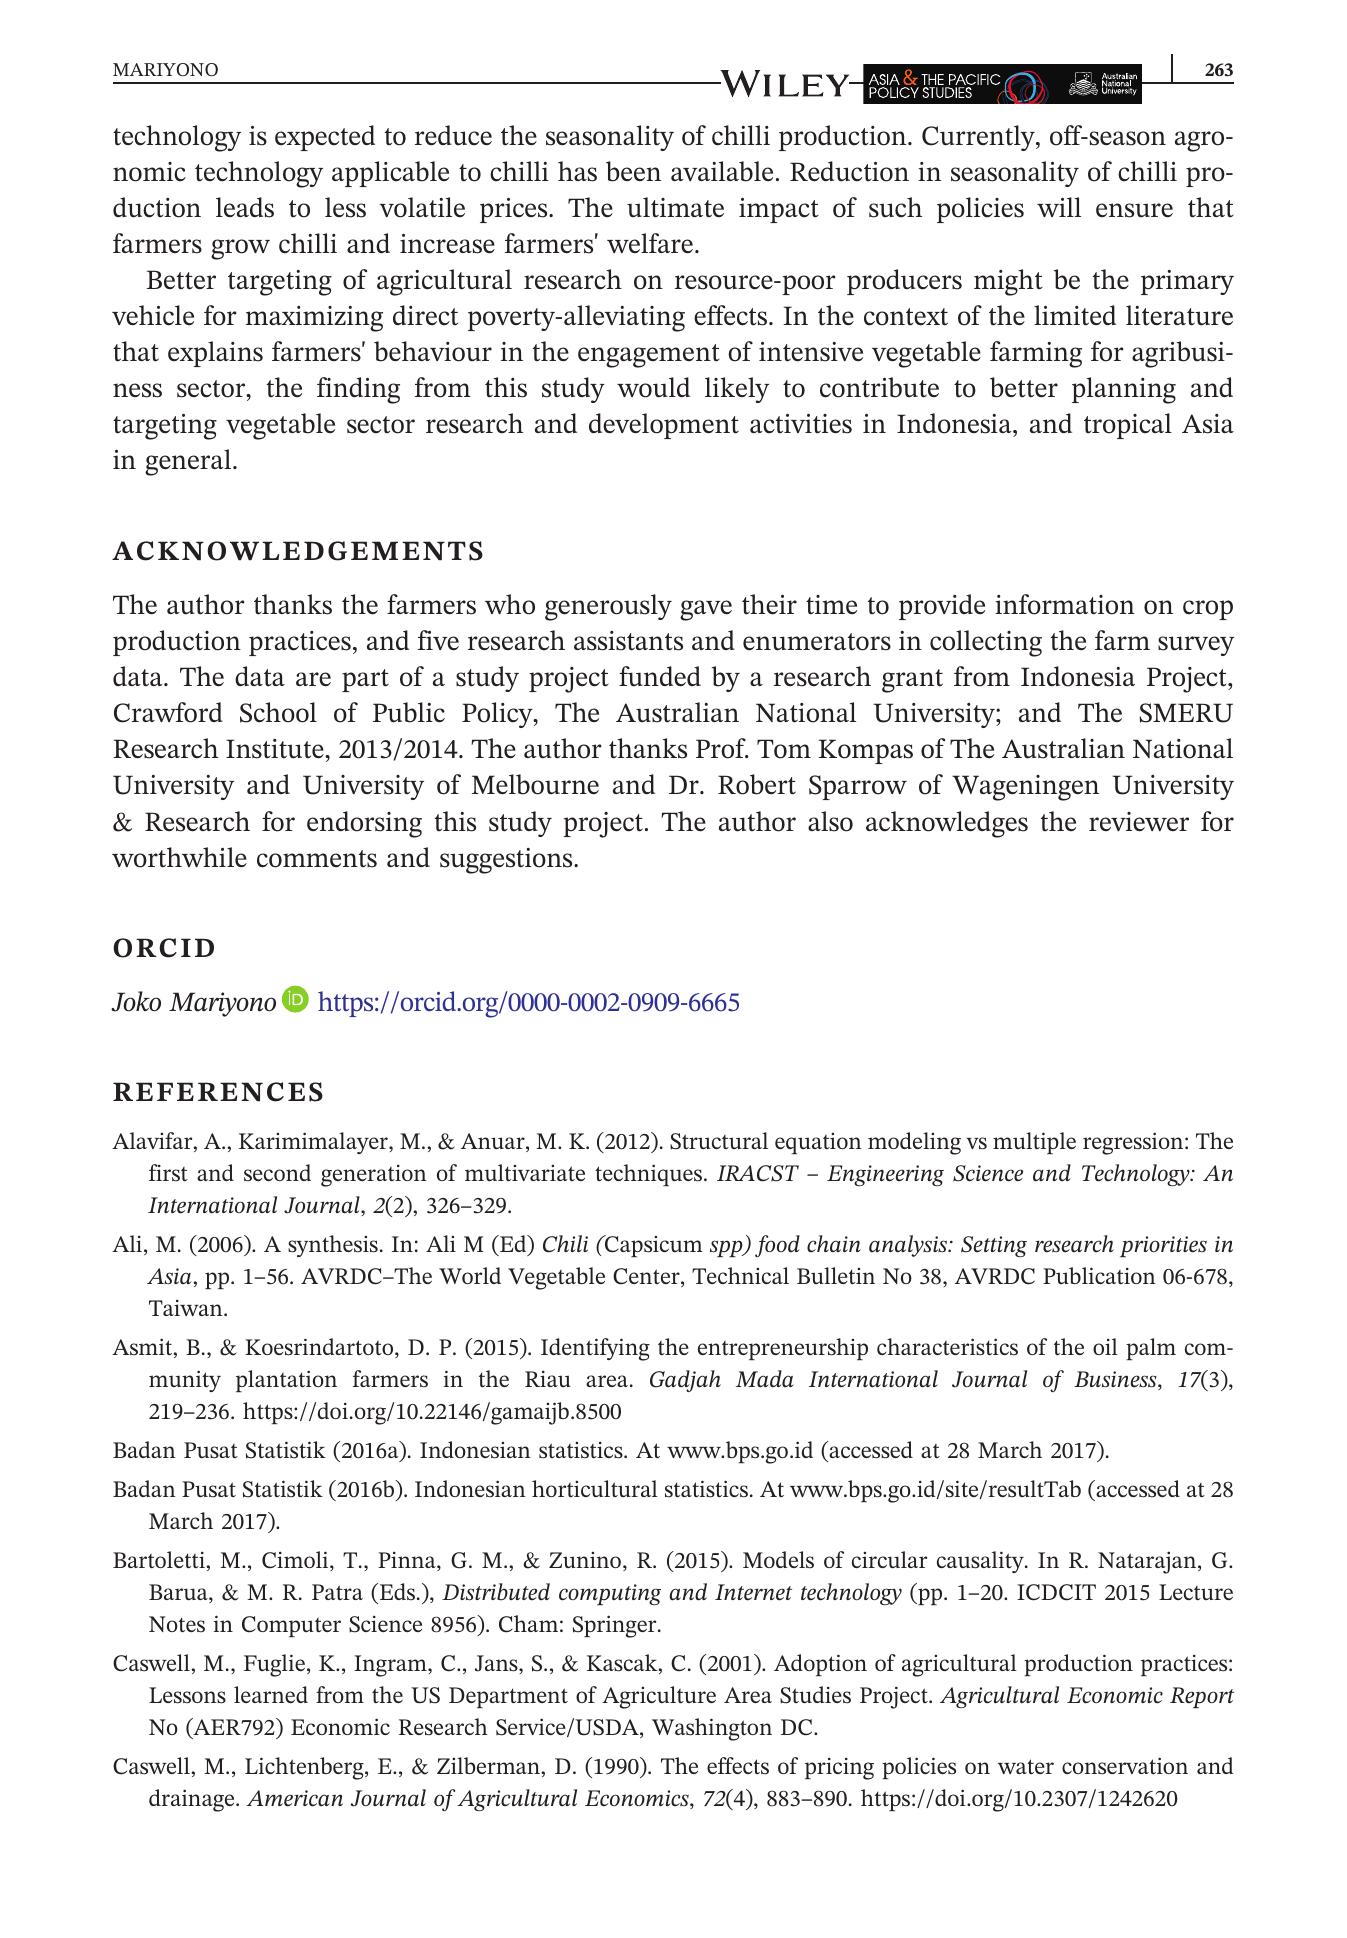 MARIYONO
WILEY
ASIA & THE PACIFIC
POLICY STUDIES
Australian
National
University
263
technology is expected to reduce the seasonality of chilli production. Currently, off-season agro-
nomic technology applicable to chilli has been available. Reduction in seasonality of chilli pro-
duction leads to less volatile prices. The ultimate impact of such policies will ensure that
farmers grow chilli and increase farmers' welfare.
Better targeting of agricultural research on resource-poor producers might be the primary
vehicle for maximizing direct poverty-alleviating effects. In the context of the limited literature
that explains farmers' behaviour in the engagement of intensive vegetable farming for agribusi-
ness sector, the finding from this study would likely to contribute to better planning and
targeting vegetable sector research and development activities in Indonesia, and tropical Asia
in general.
ACKNOWLEDGEMENTS
The author thanks the farmers who generously gave their time to provide information on crop
production practices, and five research assistants and enumerators in collecting the farm survey
data. The data are part of a study project funded by a research grant from Indonesia Project,
Crawford School of Public Policy, The Australian National University; and The SMERU
Research Institute, 2013/2014. The author thanks Prof. Tom Kompas of The Australian National
University and University of Melbourne and Dr. Robert Sparrow of Wageningen University
& Research for endorsing this study project. The author also acknowledges the reviewer for
worthwhile comments and suggestions.
ORCID
Joko Mariyono iD https://orcid.org/0000-0002-0909-6665
REFERENCES
Alavifar, A., Karimimalayer, M., & Anuar, M. K. (2012). Structural equation modeling vs multiple regression: The
first and second generation of multivariate techniques. IRACST – Engineering Science and Technology: An
International Journal, 2(2), 326–329.
Ali, M. (2006). A synthesis. In: Ali M (Ed) Chili (Capsicum spp) food chain analysis: Setting research priorities in
Asia, pp. 1–56. AVRDC–The World Vegetable Center, Technical Bulletin No 38, AVRDC Publication 06-678,
Taiwan.
Asmit, B., & Koesrindartoto, D. P. (2015). Identifying the entrepreneurship characteristics of the oil palm com-
munity plantation farmers in the Riau area. Gadjah Mada International Journal of Business, 17(3),
219–236. https://doi.org/10.22146/gamaijb.8500
Badan Pusat Statistik (2016a). Indonesian statistics. At www.bps.go.id (accessed at 28 March 2017).
Badan Pusat Statistik (2016b). Indonesian horticultural statistics. At www.bps.go.id/site/resultTab (accessed at 28
March 2017).
Bartoletti, M., Cimoli, T., Pinna, G. M., & Zunino, R. (2015). Models of circular causality. In R. Natarajan, G.
Barua, & M. R. Patra (Eds.), Distributed computing and Internet technology (pp. 1–20. ICDCIT 2015 Lecture
Notes in Computer Science 8956). Cham: Springer.
Caswell, M., Fuglie, K., Ingram, C., Jans, S., & Kascak, C. (2001). Adoption of agricultural production practices:
Lessons learned from the US Department of Agriculture Area Studies Project. Agricultural Economic Report
No (AER792) Economic Research Service/USDA, Washington DC.
Caswell, M., Lichtenberg, E., & Zilberman, D. (1990). The effects of pricing policies on water conservation and
drainage. American Journal of Agricultural Economics, 72(4), 883–890. https://doi.org/10.2307/1242620